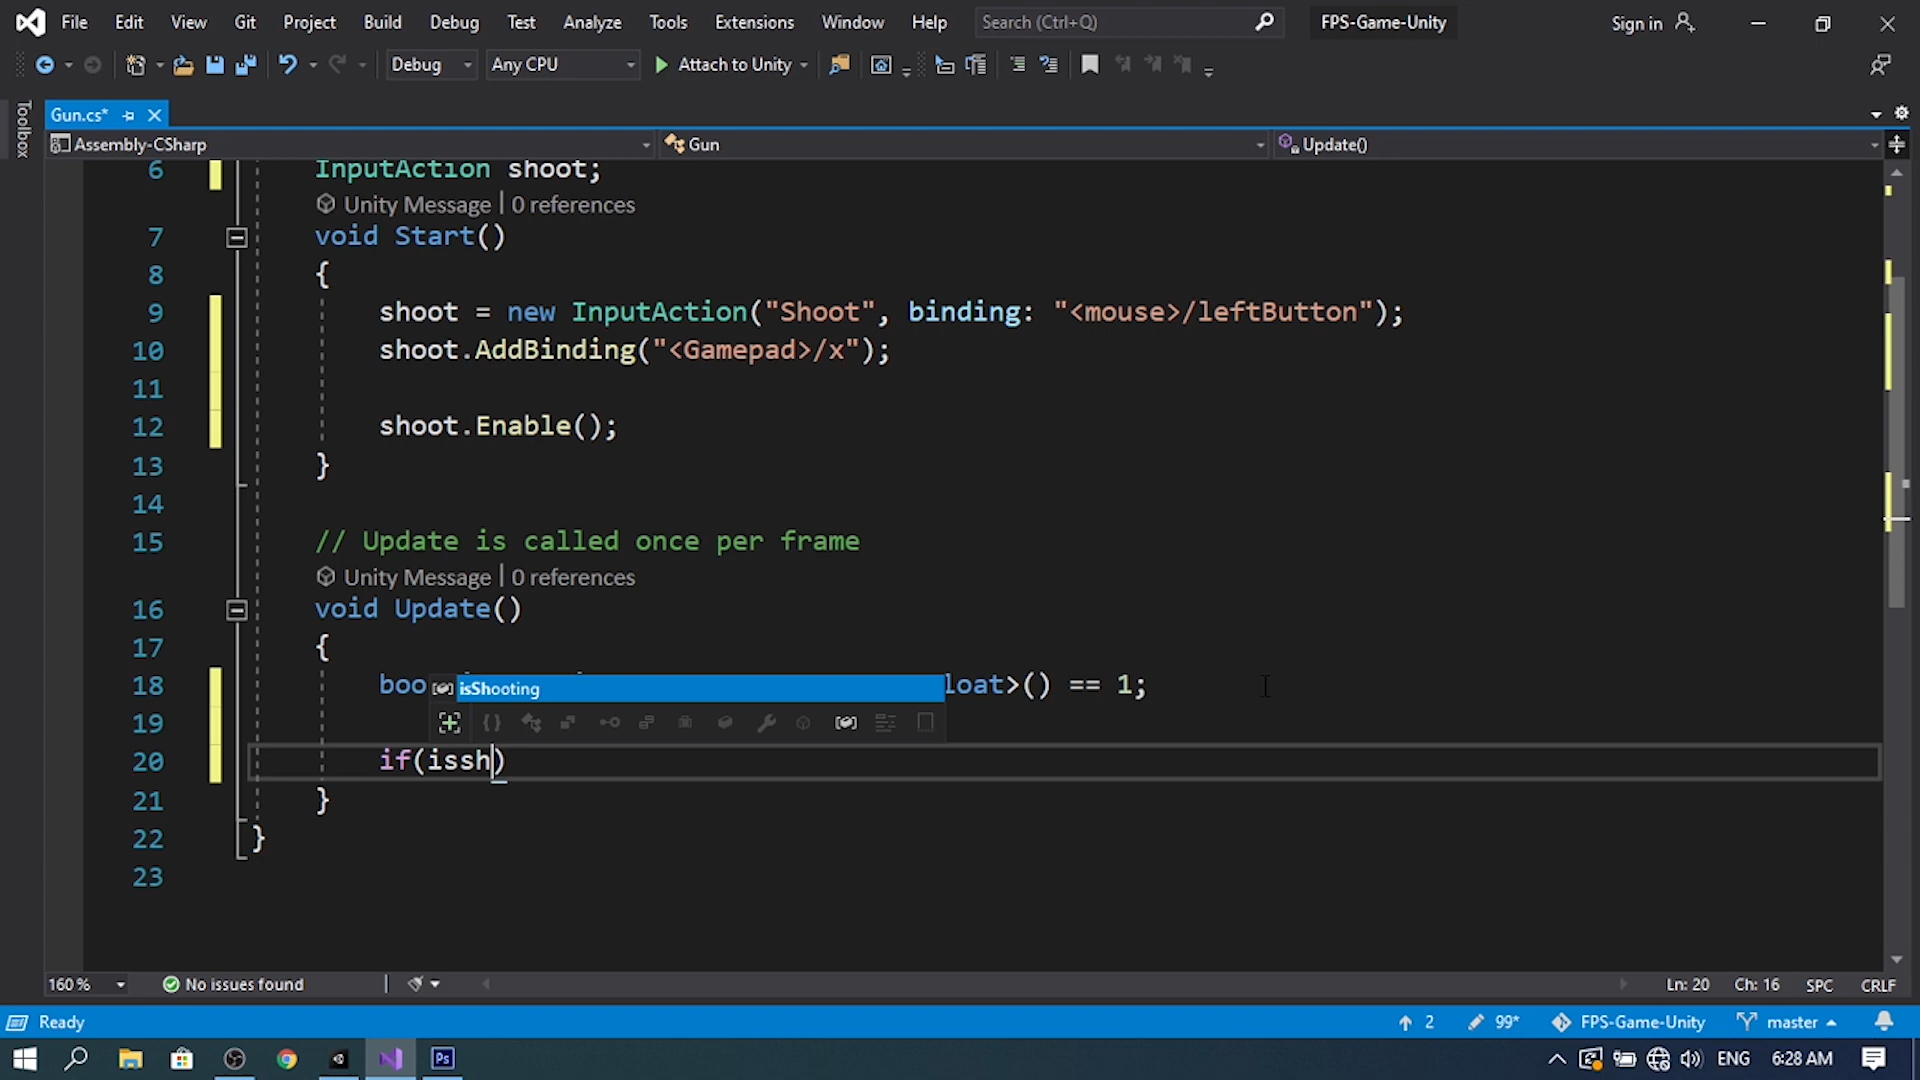 File Edit View Git Project Build Debug Test Analyze Tools Extensions Window Help Search (Ctrl+Q) FPS-Game-Unity Sign in
Debug Any CPU Attach to Unity
Toolbox
Gun.cs*
Assembly-CSharp Gun Update()
6 InputAction shoot;
Unity Message | 0 references
7 void Start()
8 {
9 shoot = new InputAction("Shoot", binding: "<mouse>/leftButton");
10 shoot.AddBinding("<Gamepad>/x");
11
12 shoot.Enable();
13 }
14
15 // Update is called once per frame
Unity Message | 0 references
16 void Update()
17 {
18 boo loat>() == 1;
isShooting
19
20 if(issh)
21 }
22 }
23
160 % No issues found Ln: 20 Ch: 16 SPC CRLF
Ready 2 99* FPS-Game-Unity master
Ps ENG 6:28 AM